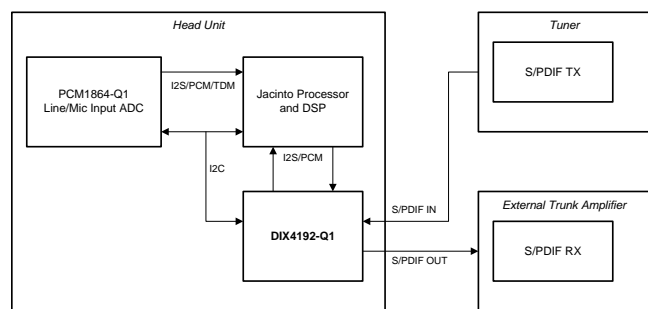 Head Unit
PCM1864-Q1
Line/Mic Input ADC
I2S/PCM/TDM
Jacinto Processor
and DSP
I2C
I2S/PCM
DIX4192-Q1
Tuner
S/PDIF TX
S/PDIF IN
External Trunk Amplifier
S/PDIF RX
S/PDIF OUT